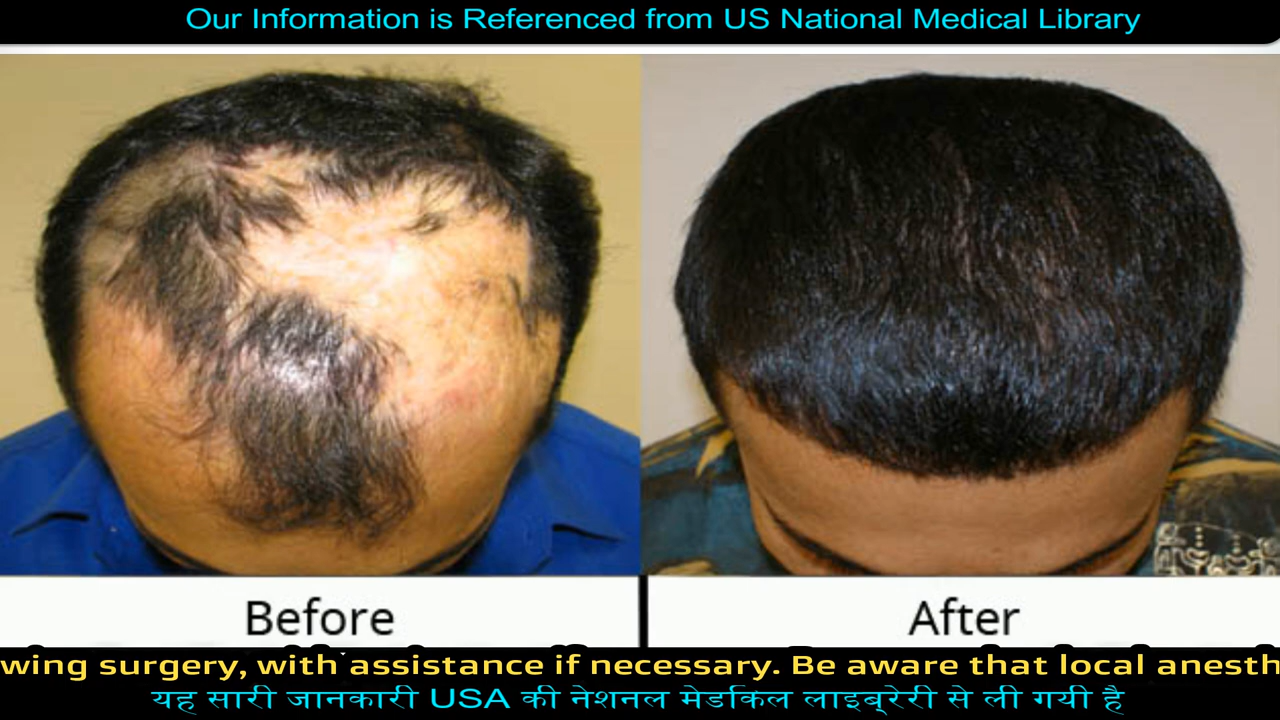 Our Information is Referenced from US National Medical Library
Before
After
wing surgery, with assistance if necessary. Be aware that local anesth
यह सारी जानकारी USA की नेशनल मेडकिल लाइब्रेरी से ली गयी है